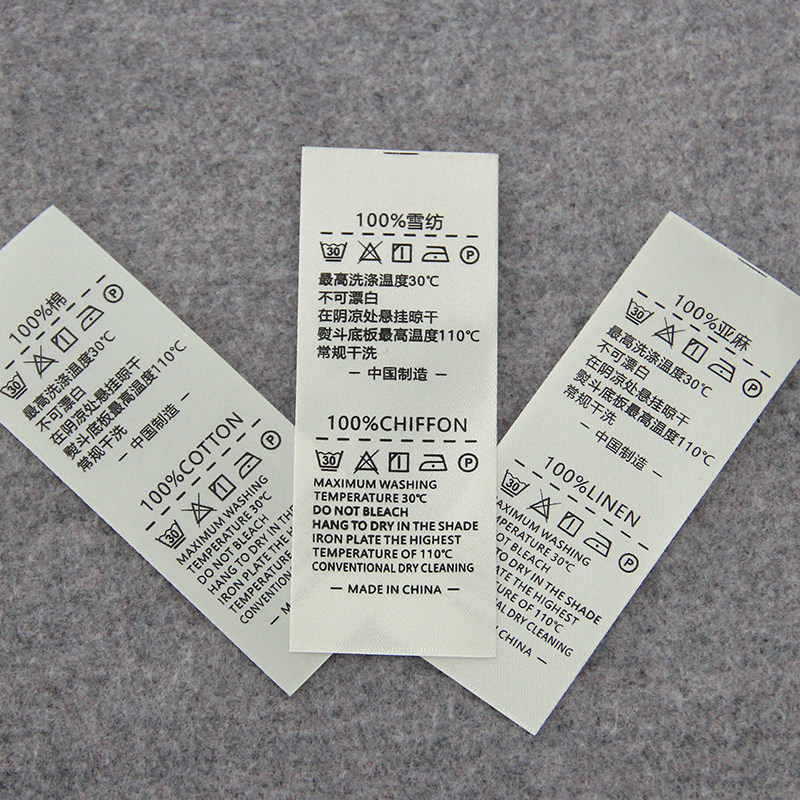 100%棉
30 P
最高洗涤温度30℃
不可漂白
在阴凉处悬挂晾干
熨斗底板最高温度110℃
常规干洗
— 中国制造 —
100%COTTON
30 P
MAXIMUM WASHING
TEMPERATURE 30℃
DO NOT BLEACH
HANG TO DRY IN THE
IRON PLATE THE
TEMPERATURE
CONVENTIONAL
100%雪纺
30 P
最高洗涤温度30℃
不可漂白
在阴凉处悬挂晾干
熨斗底板最高温度110℃
常规干洗
— 中国制造 —
100%CHIFFON
30 P
MAXIMUM WASHING
TEMPERATURE 30℃
DO NOT BLEACH
HANG TO DRY IN THE SHADE
IRON PLATE THE HIGHEST
TEMPERATURE OF 110℃
CONVENTIONAL DRY CLEANING
— MADE IN CHINA —
100%亚麻
30 P
最高洗涤温度30℃
不可漂白
在阴凉处悬挂晾干
熨斗底板最高温度110℃
常规干洗
— 中国制造 —
100%LINEN
30 P
MAXIMUM WASHING
TEMPERATURE 30℃
NOT BLEACH
TO DRY IN THE SHADE
PLATE THE HIGHEST
OF 110℃
DRY CLEANING
CHINA —